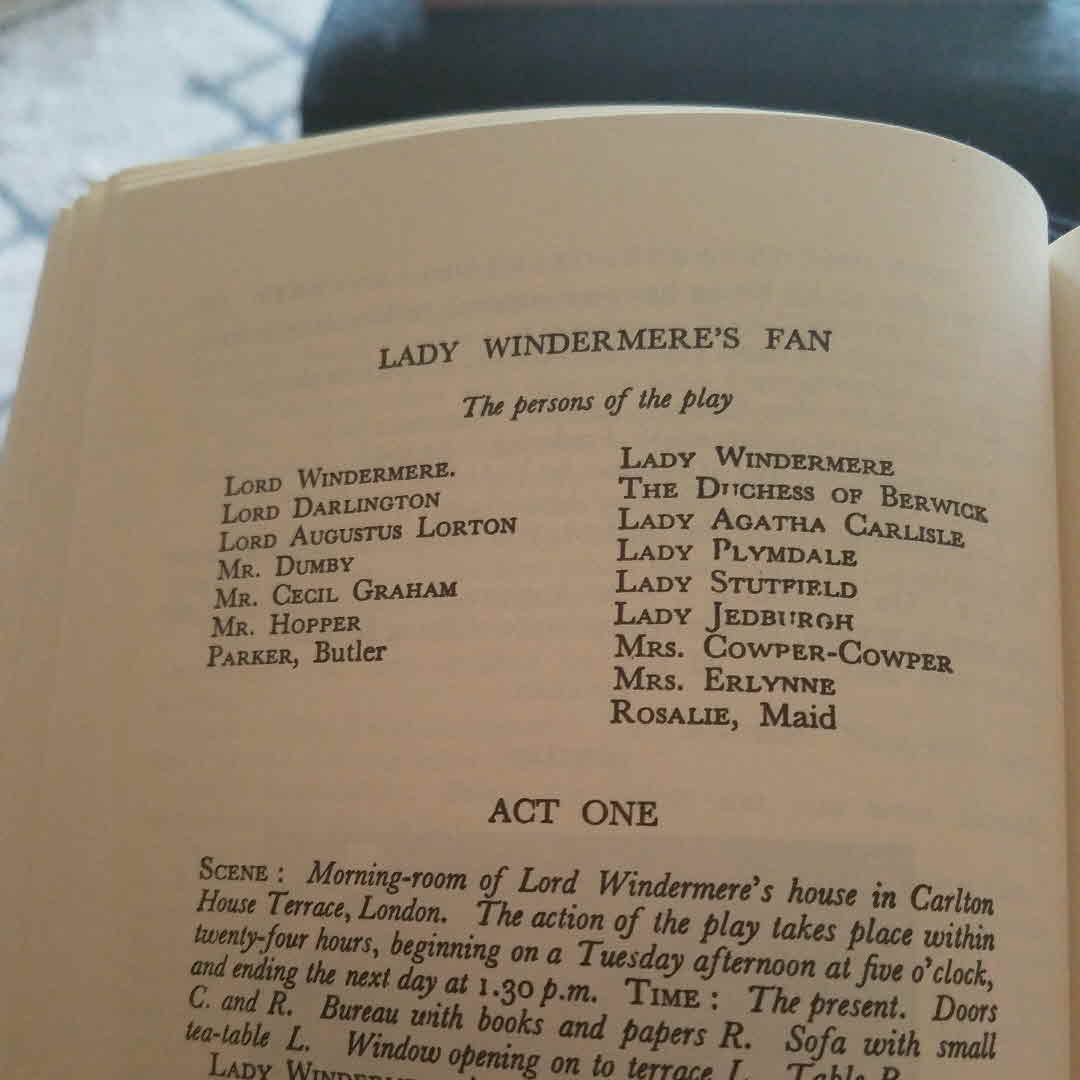 LADY WINDERMERE'S FAN
The persons of the play
LORD WINDERMERE.
LORD DARLINGTON
LORD AUGUSTUS LORTON
MR. DUMBY
MR. CECIL GRAHAM
MR. HOPPER
PARKER, Butler
LADY WINDERMERE
THE DUCHESS OF BERWICK
LADY AGATHA CARLISLE
LADY PLYMDALE
LADY STUTFIELD
LADY JEDBURGH
MRS. COWPER-COWPER
MRS. ERLYNNE
ROSALIE, Maid
ACT ONE
SCENE : Morning-room of Lord Windermere's house in Carlton
House Terrace, London. The action of the play takes place within
twenty-four hours, beginning on a Tuesday afternoon at five o'clock,
and ending the next day at 1.30 p.m. TIME : The present. Doors
C. and R. Bureau with books and papers R. Sofa with small
tea-table L. Window opening on to terrace L. Table R.
LADY